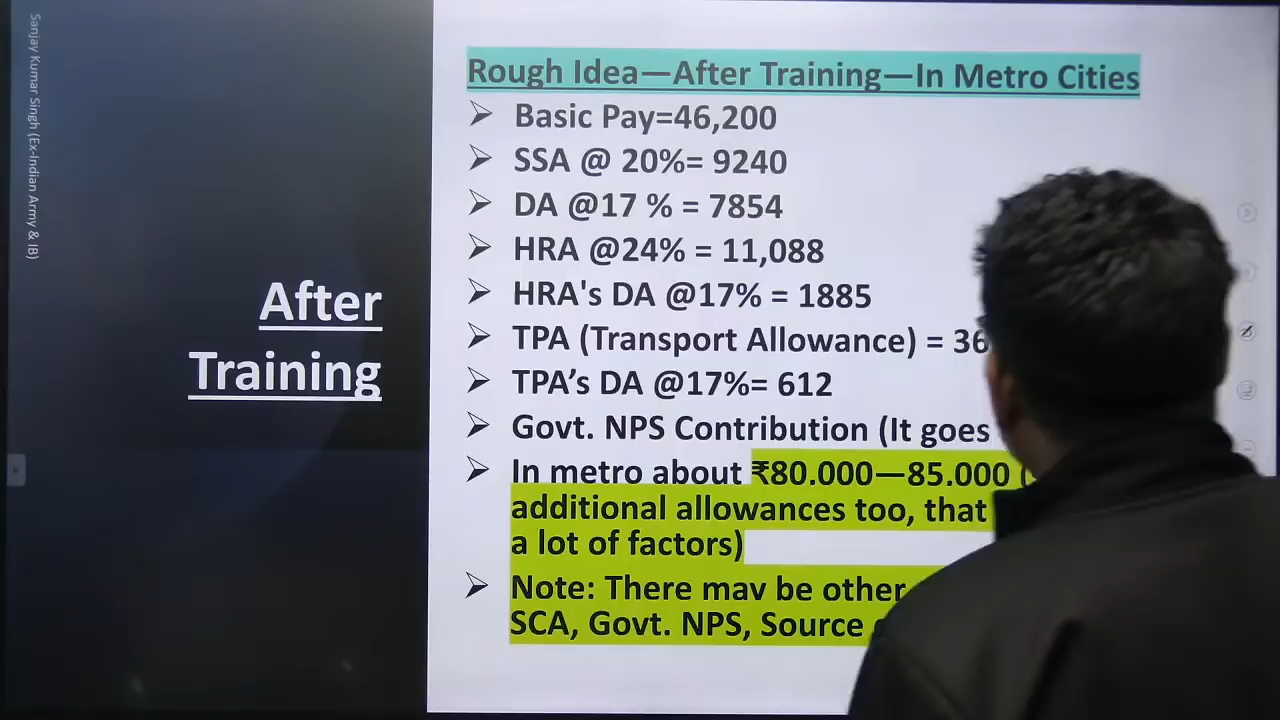 Sanjay Kumar Singh (Ex-Indian Army & IB)
After
Training
Rough Idea—After Training—In Metro Cities
➢ Basic Pay=46,200
➢ SSA @ 20%= 9240
➢ DA @17 % = 7854
➢ HRA @24% = 11,088
➢ HRA's DA @17% = 1885
➢ TPA (Transport Allowance) = 36
➢ TPA’s DA @17%= 612
➢ Govt. NPS Contribution (It goes
➢ In metro about ₹80.000—85.000 (
additional allowances too, that
a lot of factors)
➢ Note: There may be other
SCA, Govt. NPS, Source